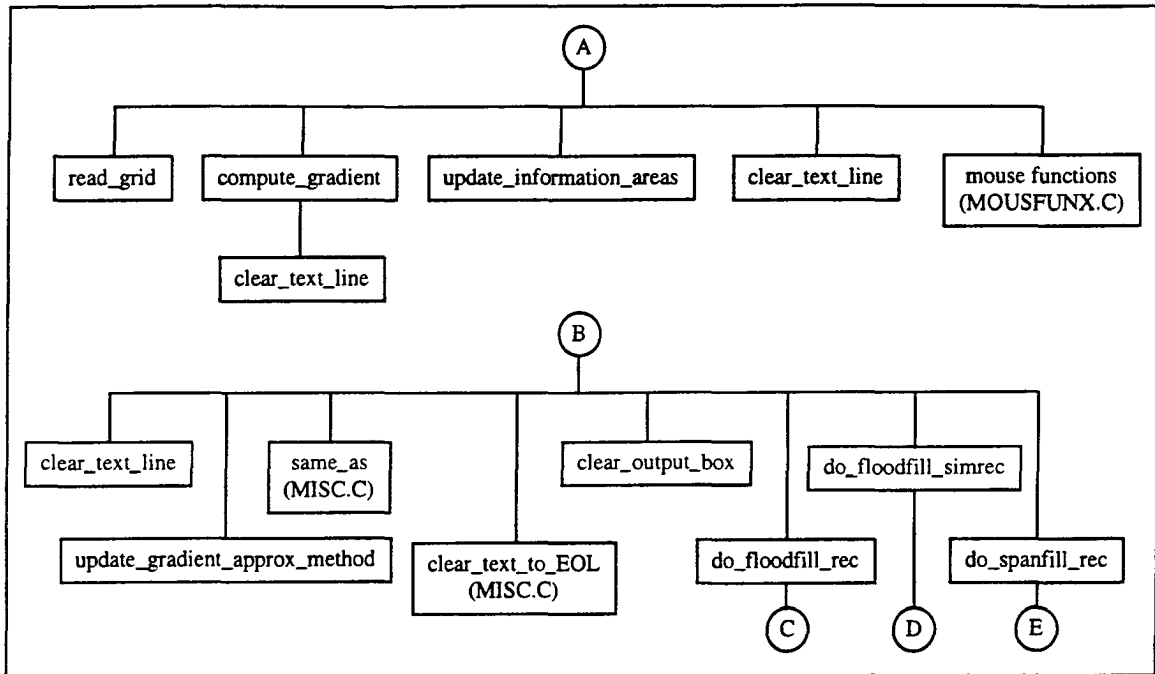 A
read_grid
compute_gradient
update_information_areas
clear_text_line
mouse functions
(MOUSFUNX.C)
clear_text_line
B
clear_text_line
same_as
(MISC.C)
clear_output_box
do_floodfill_simrec
update_gradient_approx_method
clear_text_to_EOL
(MISC.C)
do_floodfill_rec
do_spanfill_rec
C
D
E